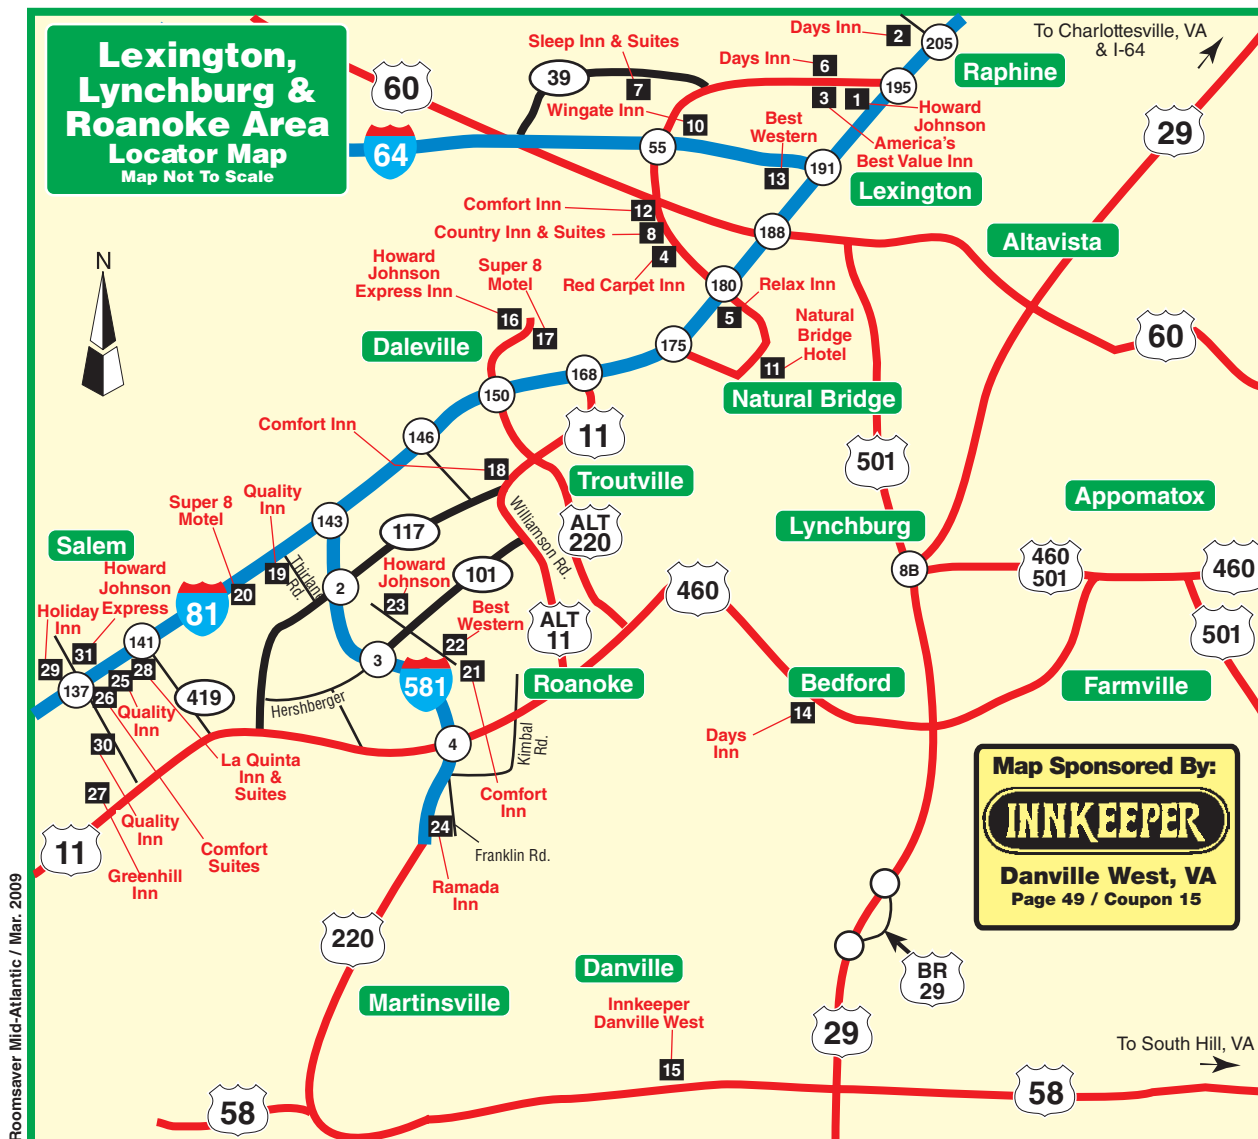 Lexington,
Lynchburg &
Roanoke Area
Locator Map
Map Not To Scale
N
Days Inn
2
205
Raphine
To Charlottesville, VA
& I-64
Sleep Inn & Suites
39
7
Days Inn
6
195
3
1
Howard
Johnson
America's
Best Value Inn
60
64
Wingate Inn
10
55
Best
Western
13
191
Lexington
29
Comfort Inn
12
Country Inn & Suites
8
4
Red Carpet Inn
188
Altavista
Howard
Johnson
Express Inn
16
Super 8
Motel
17
180
Relax Inn
5
Natural
Bridge
Hotel
11
60
Daleville
175
168
150
Natural Bridge
146
11
Comfort Inn
18
501
Troutville
Super 8
Motel
Quality
Inn
143
117
Williamson Rd.
ALT
220
Lynchburg
Appomatox
Salem
Howard
Johnson
Express
Thirlane
Rd.
19
20
81
2
Howard
Johnson
23
101
8B
460
501
460
460
Holiday
Inn
31
29
141
3
Best
Western
22
21
ALT
11
501
137
28
25
26
Quality
Inn
419
Hershberger
581
Roanoke
Bedford
Farmville
30
27
La Quinta
Inn &
Suites
4
Kimbal
Rd.
14
Days
Inn
Comfort
Inn
11
Quality
Inn
Comfort
Suites
Greenhill
Inn
24
Franklin Rd.
Ramada
Inn
Map Sponsored By:
INNKEEPER
Danville West, VA
Page 49 / Coupon 15
220
Martinsville
Danville
Innkeeper
Danville West
15
BR
29
29
To South Hill, VA
58
58
Roomsaver Mid-Atlantic / Mar. 2009